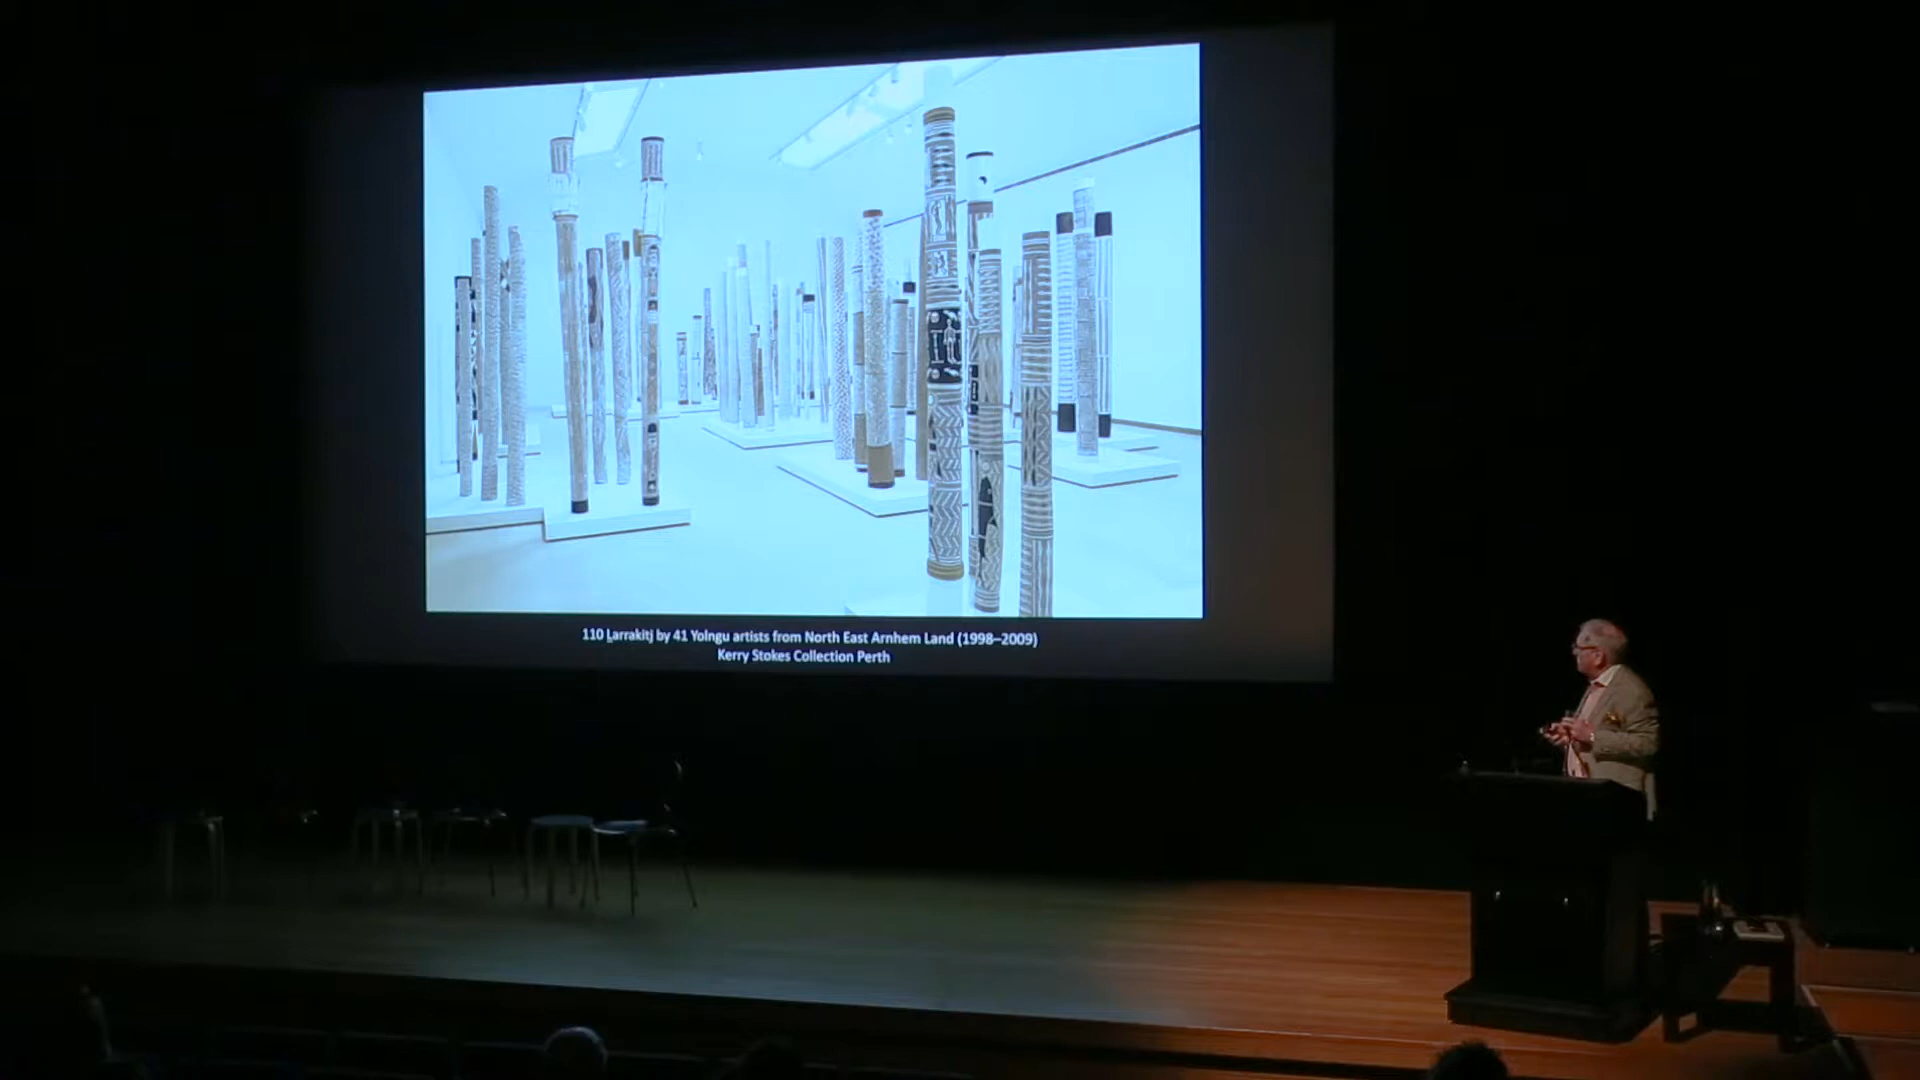 110 Larrakitj by 41 Yolngu artists from North East Arnhem Land (1998–2009)
Kerry Stokes Collection Perth